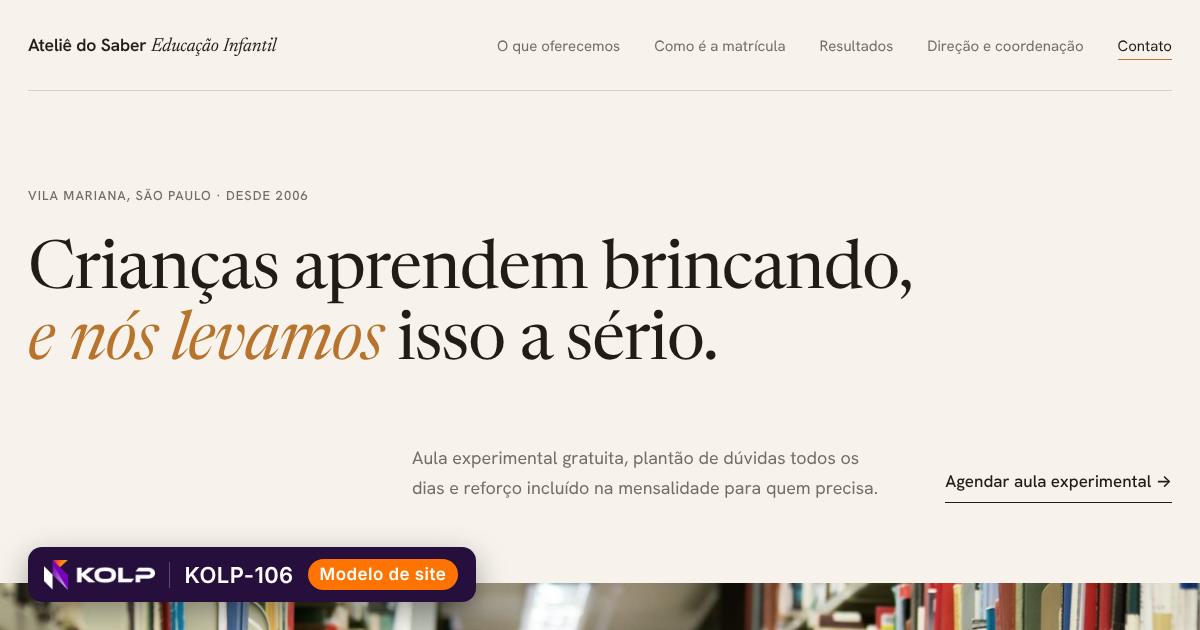 Ateliê do Saber Educação Infantil
O que oferecemos
Como é a matrícula
Resultados
Direção e coordenação
Contato
VILA MARIANA, SÃO PAULO · DESDE 2006
Crianças aprendem brincando,
e nós levamos isso a sério.
Aula experimental gratuita, plantão de dúvidas todos os
dias e reforço incluído na mensalidade para quem precisa.
Agendar aula experimental →
KOLP KOLP-106 Modelo de site